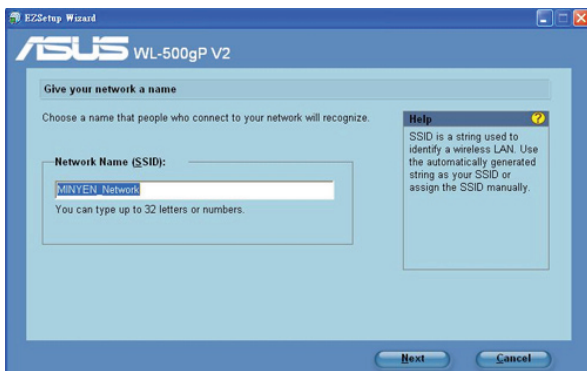 EZSetup Wizard
ASUS WL-500gP V2
Give your network a name
Choose a name that people who connect to your network will recognize.
Network Name (SSID):
MINYEN_Network
You can type up to 32 letters or numbers.
Help
SSID is a string used to
identify a wireless LAN. Use
the automatically generated
string as your SSID or
assign the SSID manually.
Next
Cancel